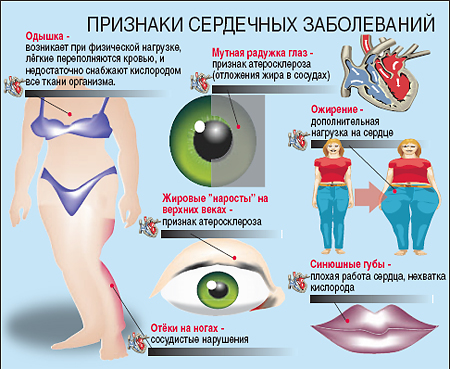 ПРИЗНАКИ СЕРДЕЧНЫХ ЗАБОЛЕВАНИЙ
Одышка -
возникает при физической нагрузке,
лёгкие переполняются кровью, и
недостаточно снабжают кислородом
все ткани организма.
Мутная радужка глаз -
признак атеросклероза
(отложения жира в сосудах)
Ожирение -
дополнительная
нагрузка на сердце
Жировые "наросты" на
верхних веках -
признак атеросклероза
Синюшные губы -
плохая работа сердца, нехватка
кислорода
Отёки на ногах -
сосудистые нарушения